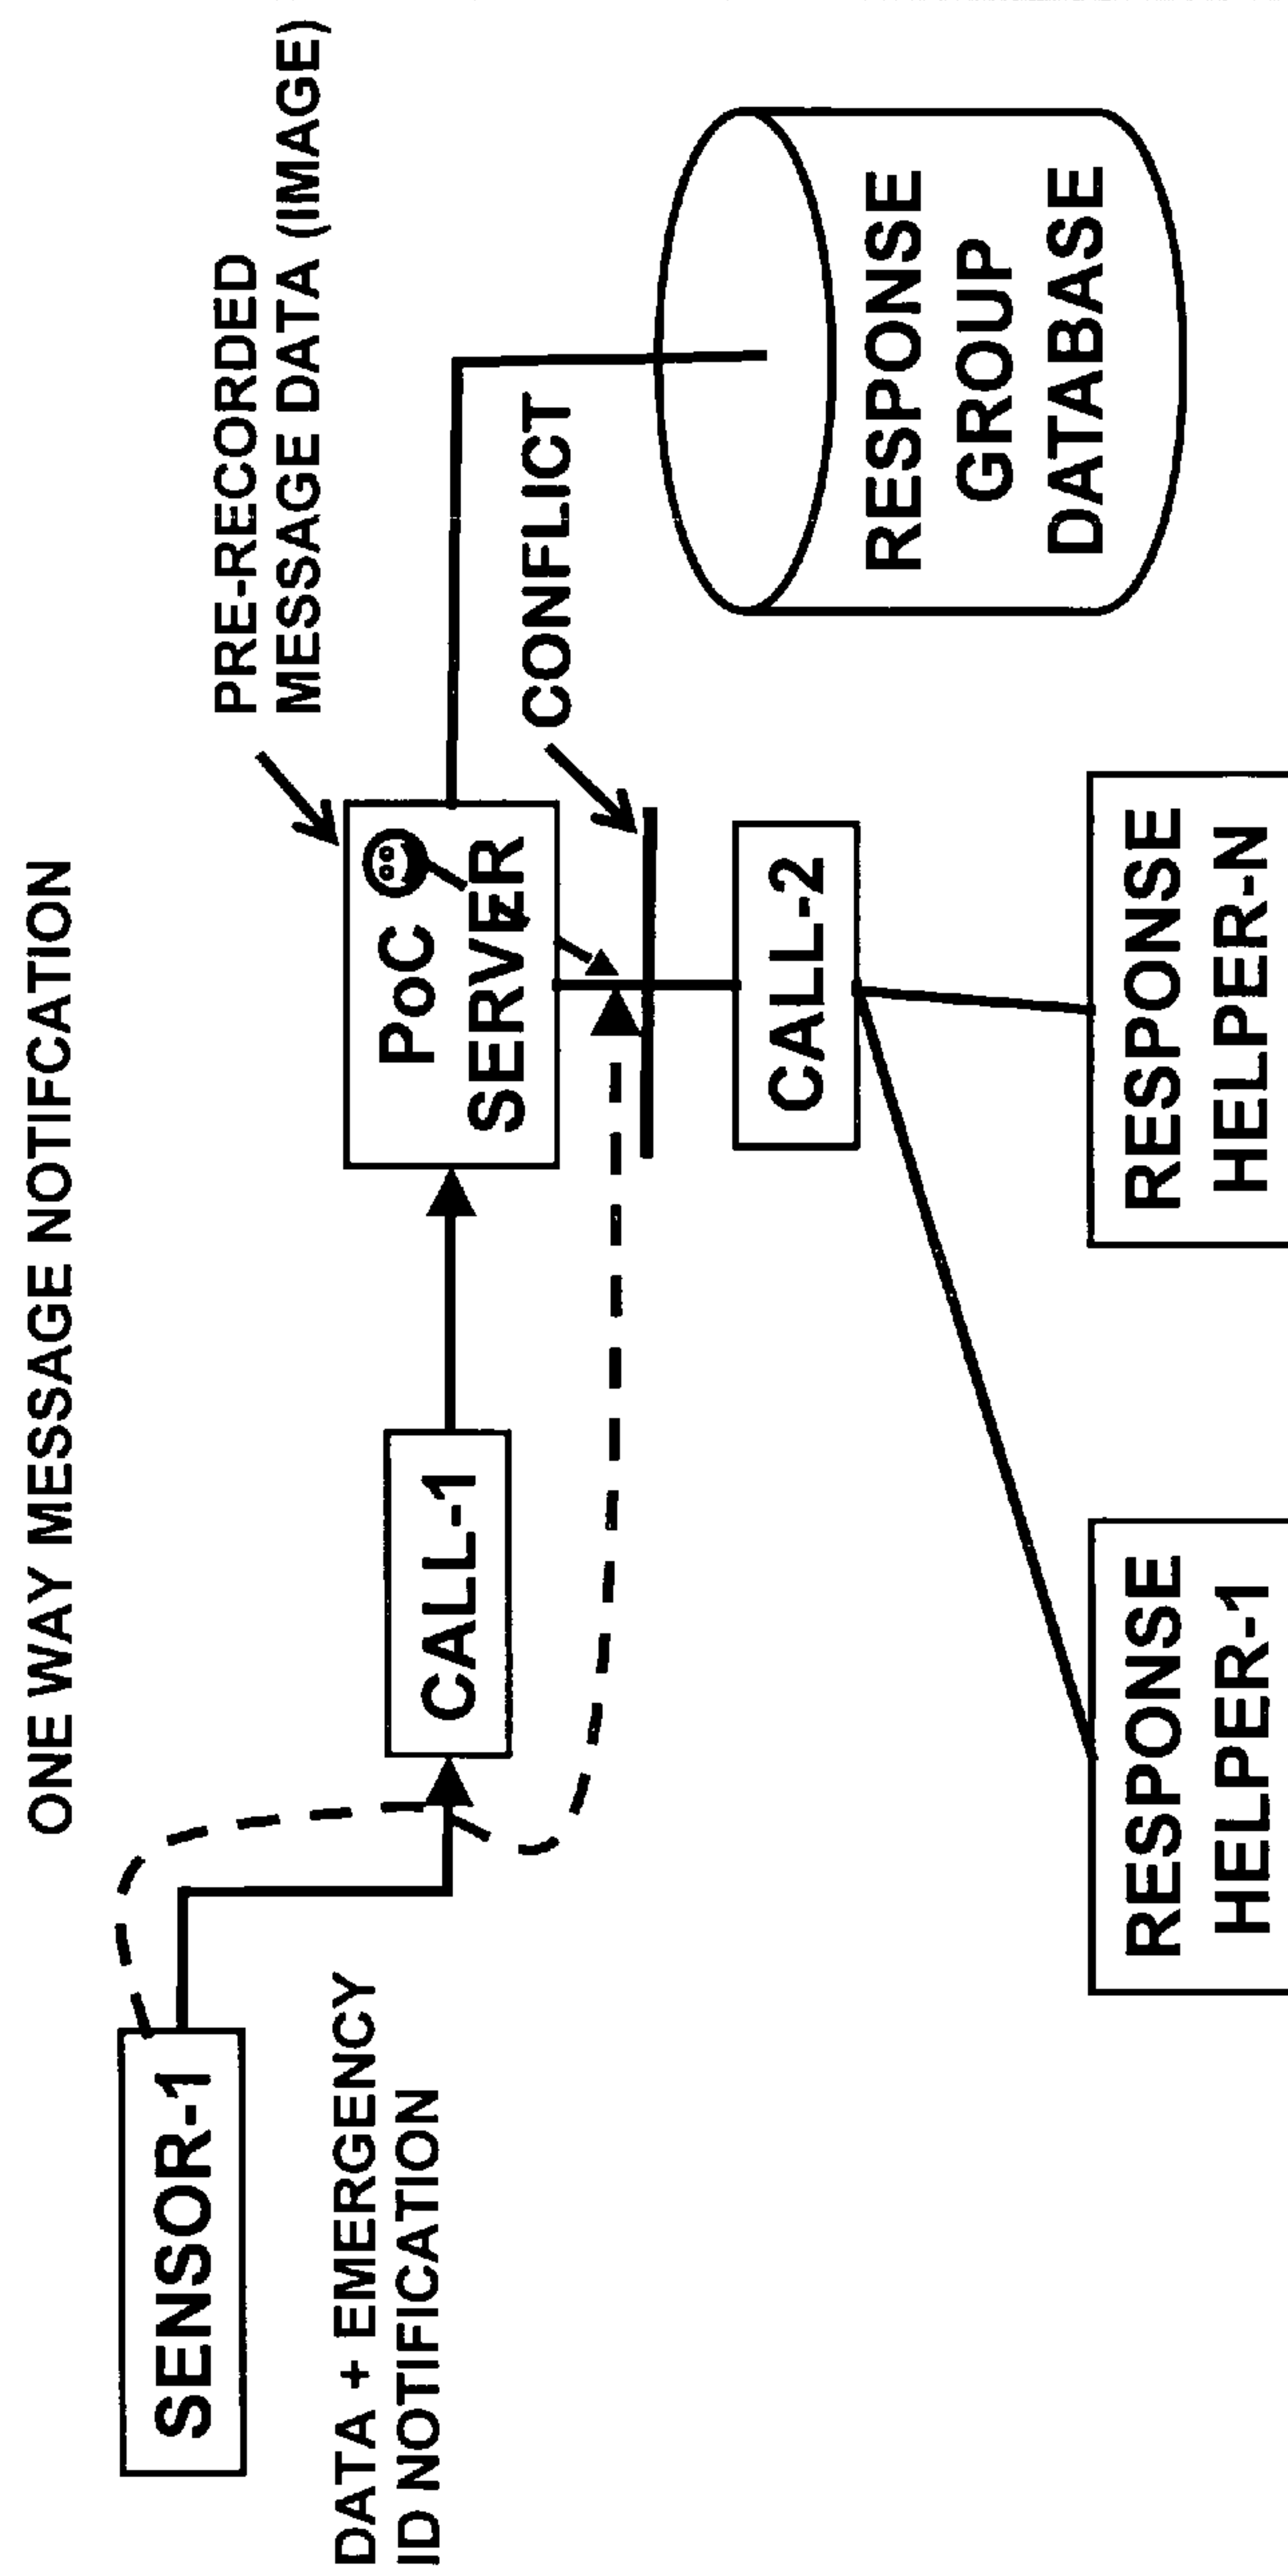 ONE WAY MESSAGE NOTIFCATION
SENSOR-1
DATA + EMERGENCY
ID NOTIFICATION
CALL-1
PRE-RECORDED
MESSAGE DATA (IMAGE)
PoC
SERVER
CONFLICT
CALL-2
RESPONSE
GROUP
DATABASE
RESPONSE
HELPER-1
RESPONSE
HELPER-N